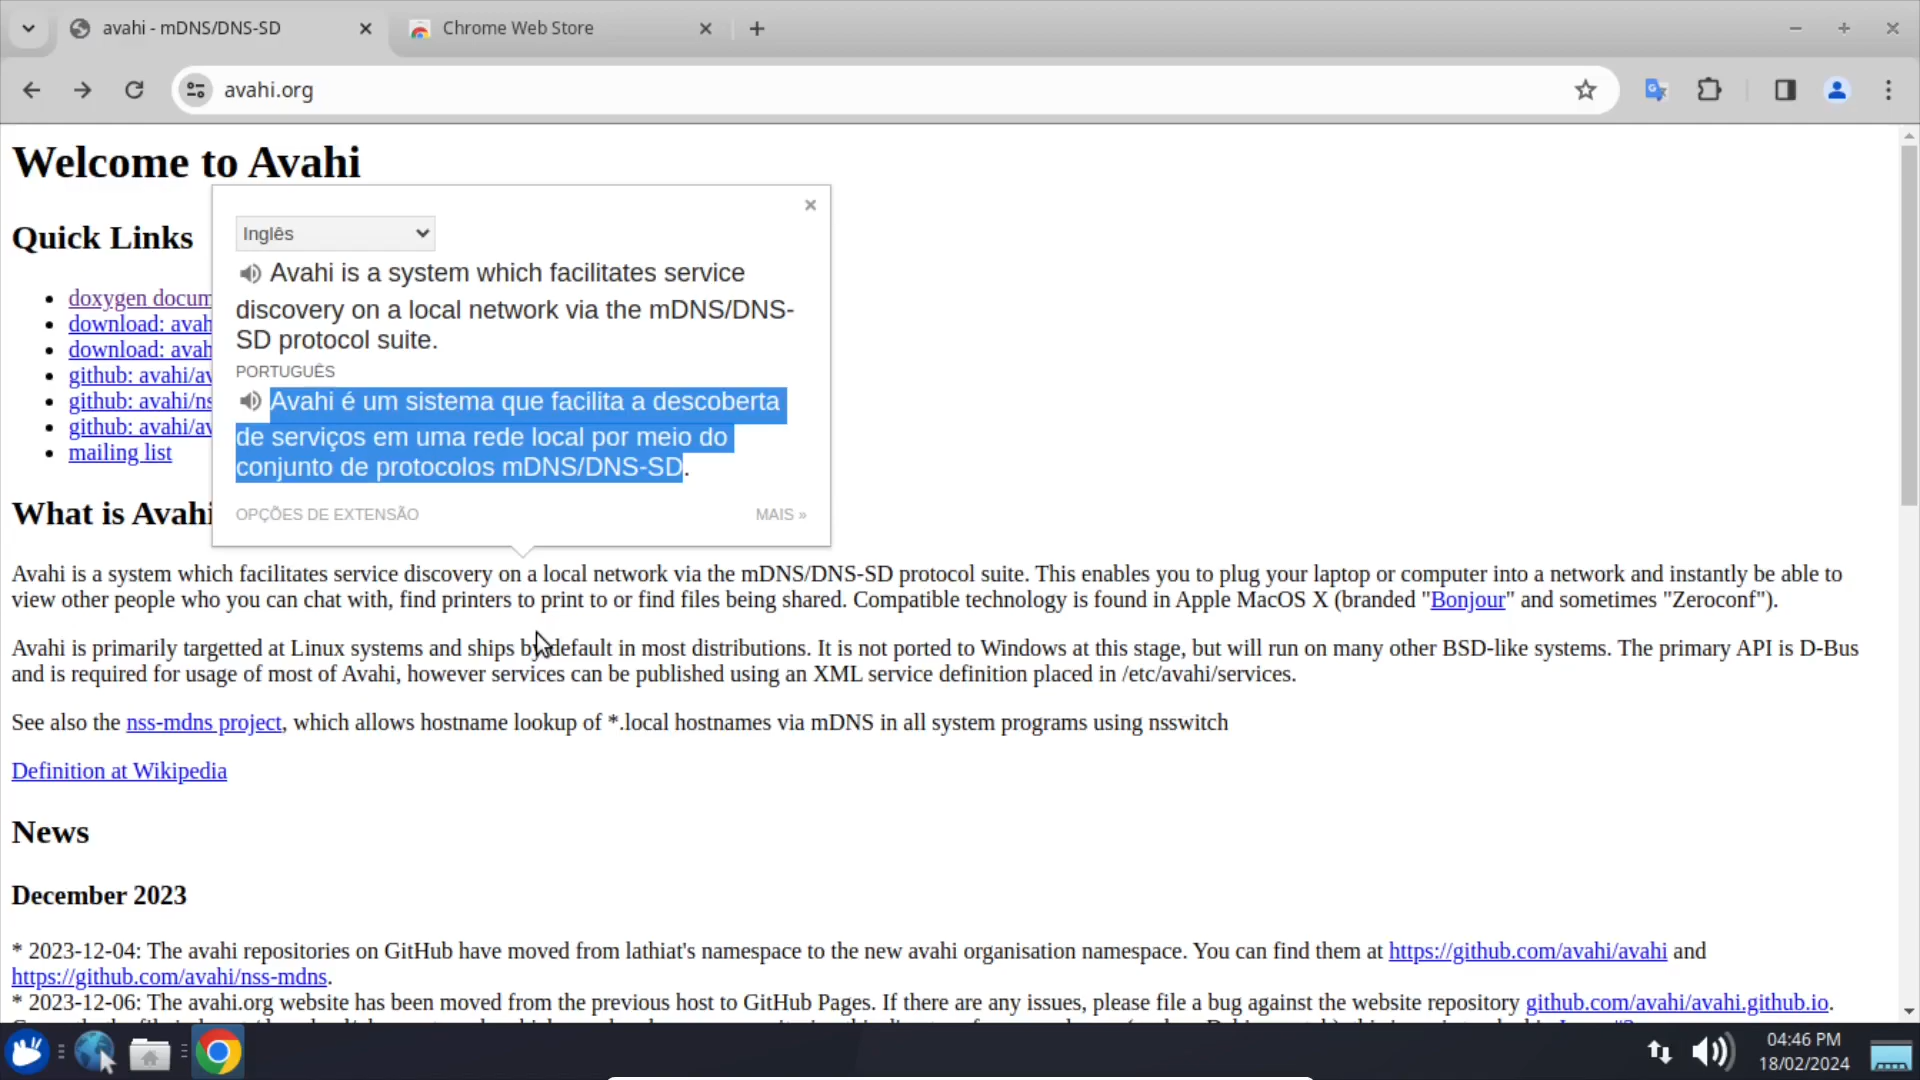 avahi - mDNS/DNS-SD
Chrome Web Store
avahi.org
Welcome to Avahi
Quick Links
doxygen docum
download: avah
download: avah
github: avahi/av
github: avahi/ns
github: avahi/av
mailing list
Inglês
Avahi is a system which facilitates service
discovery on a local network via the mDNS/DNS-
SD protocol suite.
PORTUGUÊS
Avahi é um sistema que facilita a descoberta
de serviços em uma rede local por meio do
conjunto de protocolos mDNS/DNS-SD.
OPÇÕES DE EXTENSÃO
MAIS »
What is Avahi
Avahi is a system which facilitates service discovery on a local network via the mDNS/DNS-SD protocol suite. This enables you to plug your laptop or computer into a network and instantly be able to
view other people who you can chat with, find printers to print to or find files being shared. Compatible technology is found in Apple MacOS X (branded "Bonjour" and sometimes "Zeroconf").
Avahi is primarily targetted at Linux systems and ships by default in most distributions. It is not ported to Windows at this stage, but will run on many other BSD-like systems. The primary API is D-Bus
and is required for usage of most of Avahi, however services can be published using an XML service definition placed in /etc/avahi/services.
See also the nss-mdns project, which allows hostname lookup of *.local hostnames via mDNS in all system programs using nsswitch
Definition at Wikipedia
News
December 2023
* 2023-12-04: The avahi repositories on GitHub have moved from lathiat's namespace to the new avahi organisation namespace. You can find them at https://github.com/avahi/avahi and
https://github.com/avahi/nss-mdns.
* 2023-12-06: The avahi.org website has been moved from the previous host to GitHub Pages. If there are any issues, please file a bug against the website repository github.com/avahi/avahi.github.io.
04:46 PM
18/02/2024